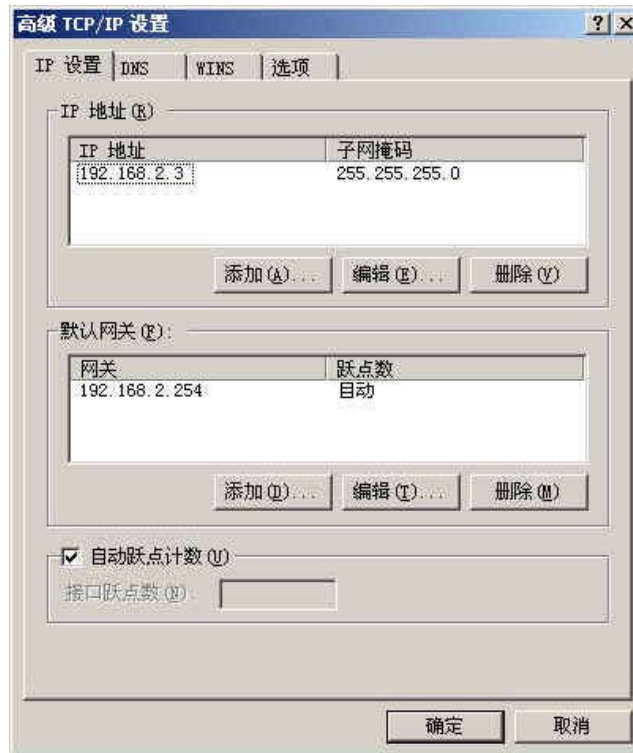 高级 TCP/IP 设置
IP 设置 DNS WINS 选项
IP 地址(R)
IP 地址 子网掩码
192.168.2.3 255.255.255.0
添加(A)... 编辑(E)... 删除(V)
默认网关(F):
网关 跃点数
192.168.2.254 自动
添加(D)... 编辑(T)... 删除(M)
自动跃点计数(U)
接口跃点数(N):
确定 取消